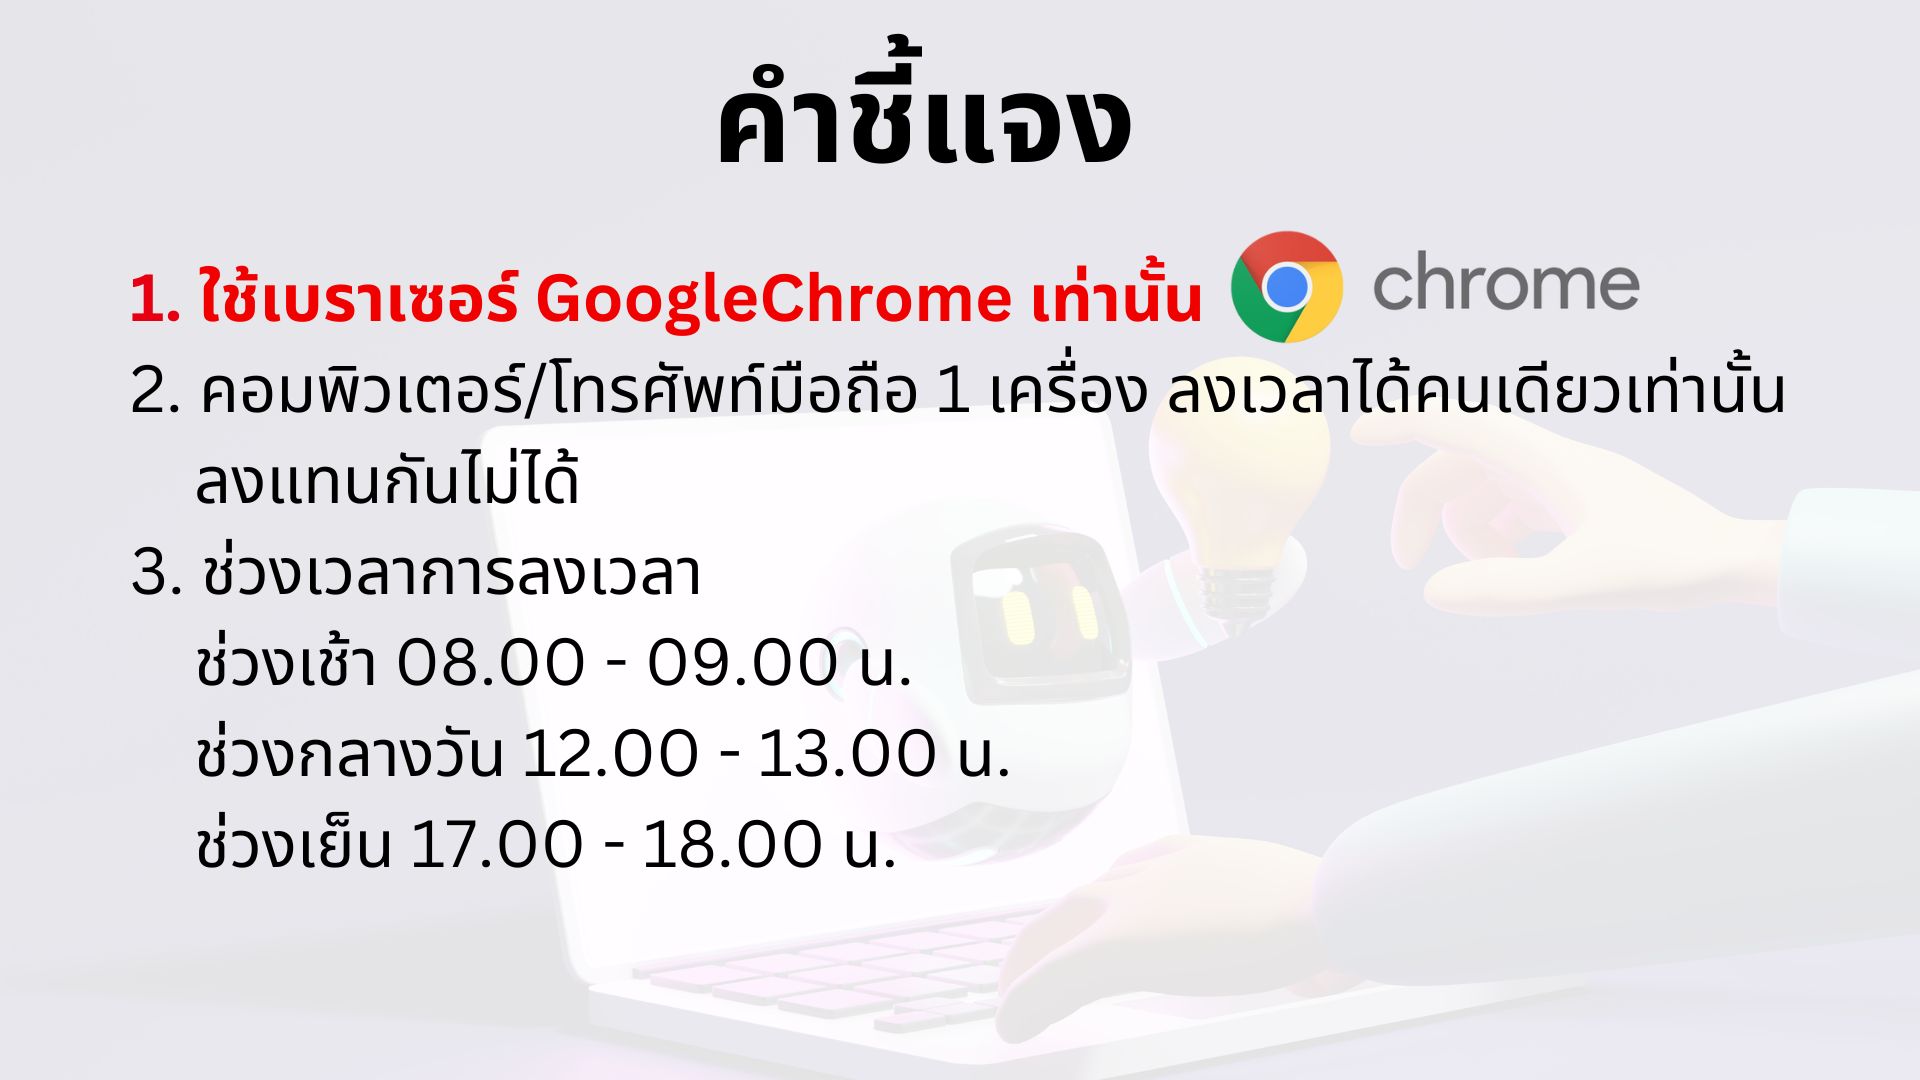 คำชี้แจง
1. ใช้เบราเซอร์ GoogleChrome เท่านั้น
chrome
2. คอมพิวเตอร์/โทรศัพท์มือถือ 1 เครื่อง ลงเวลาได้คนเดียวเท่านั้น
ลงแทนกันไม่ได้
3. ช่วงเวลาการลงเวลา
ช่วงเช้า 08.00 - 09.00 น.
ช่วงกลางวัน 12.00 - 13.00 น.
ช่วงเย็น 17.00 - 18.00 น.